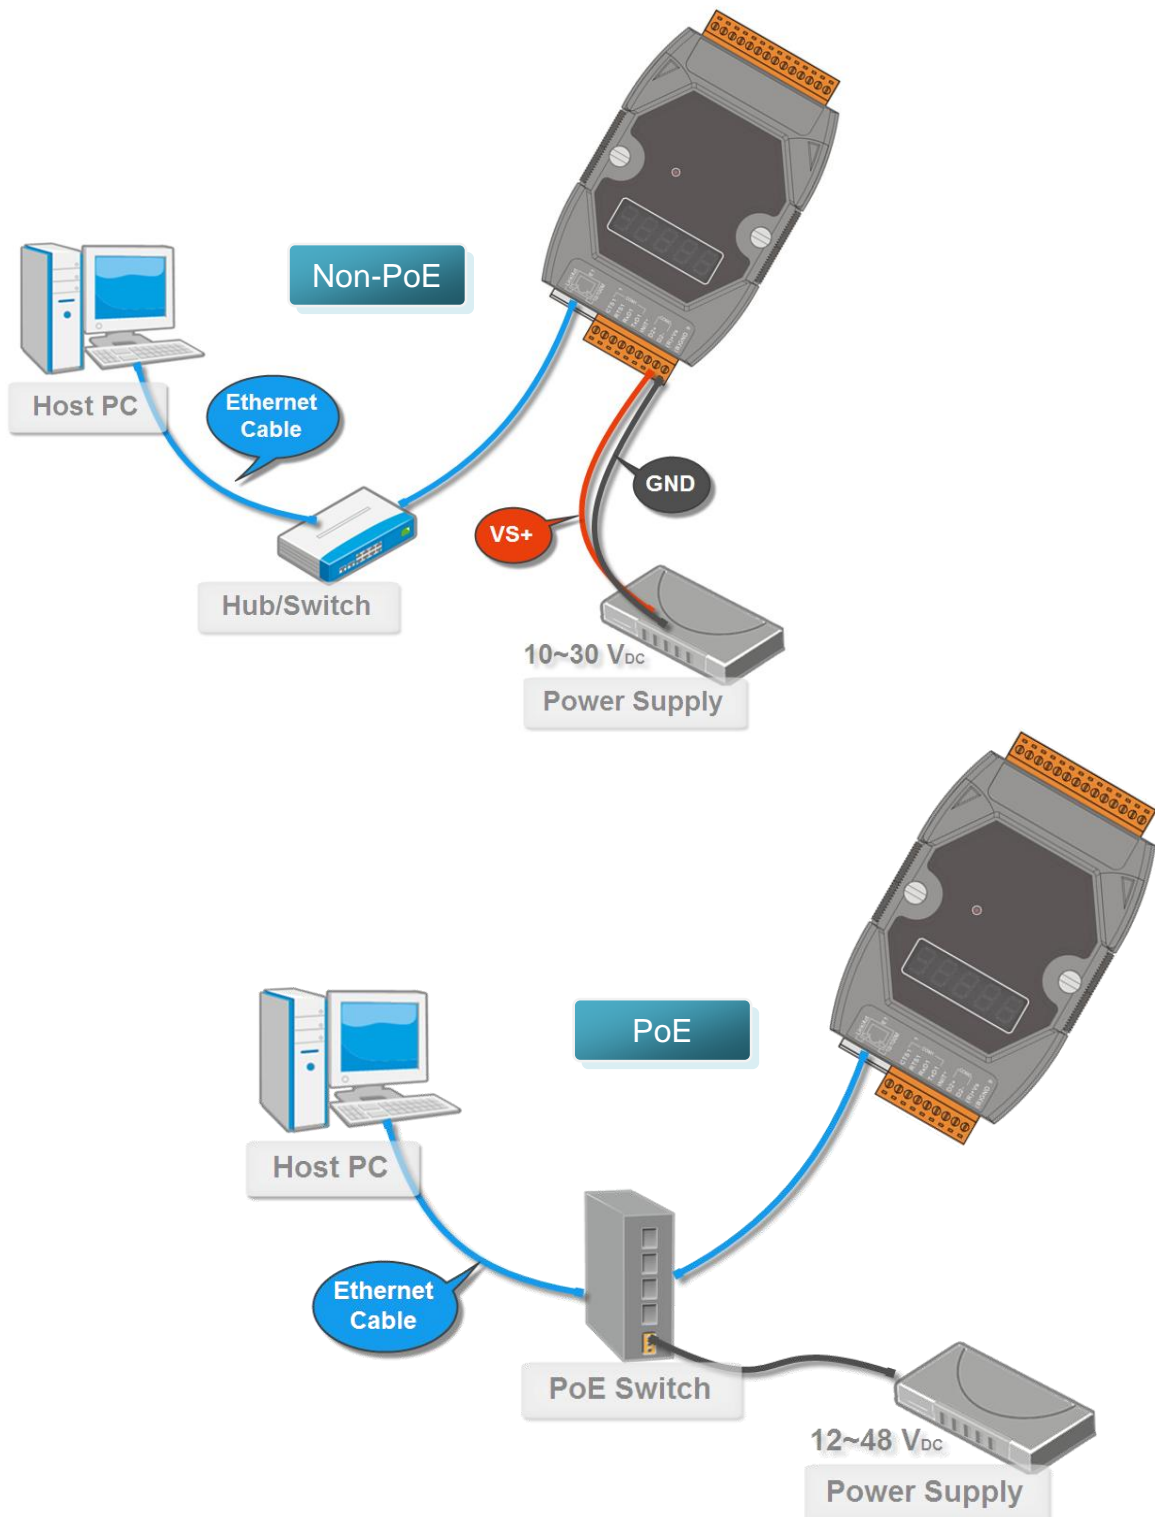 Non-PoE
Host PC
Ethernet
Cable
GND
VS+
Hub/Switch
10~30 VDC
Power Supply
PoE
Host PC
Ethernet
Cable
PoE Switch
12~48 VDC
Power Supply